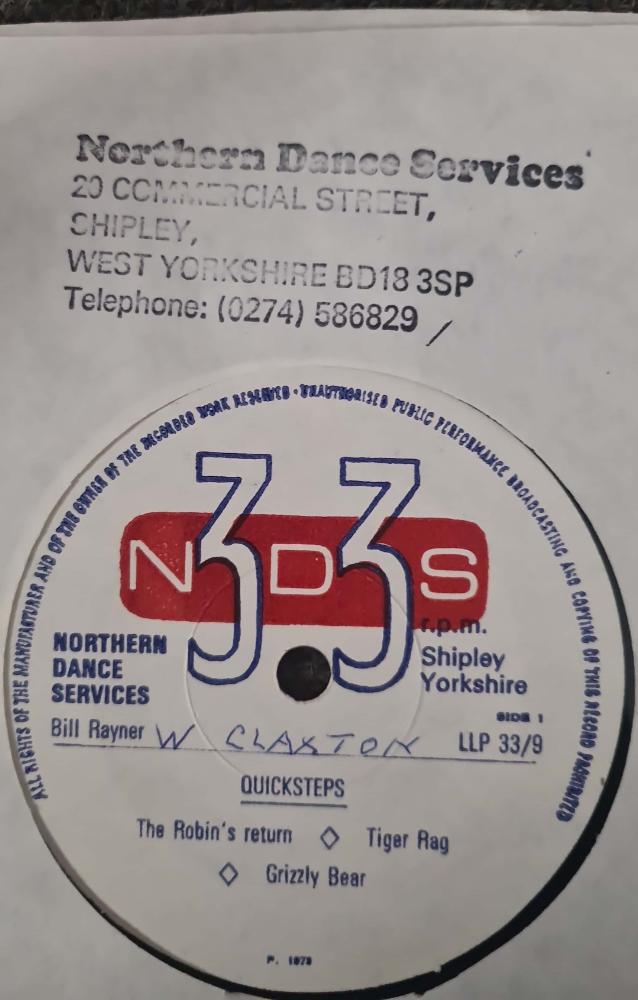 Northern Dance Services
20 COMMERCIAL STREET,
SHIPLEY,
WEST YORKSHIRE BD18 3SP
Telephone: (0274) 586829 /
ALL RIGHTS OF THE MANUFACTURER AND OF THE OWNER OF THE RECORDED WORK RESERVED · UNAUTHORISED PUBLIC PERFORMANCE BROADCASTING AND COPYING OF THIS RECORD PROHIBITED
33
NDS
r.p.m.
NORTHERN
DANCE
SERVICES
Shipley
Yorkshire
SIDE 1
Bill Rayner W CLAXTON LLP 33/9
QUICKSTEPS
The Robin's return ◇ Tiger Rag
◇ Grizzly Bear
P.